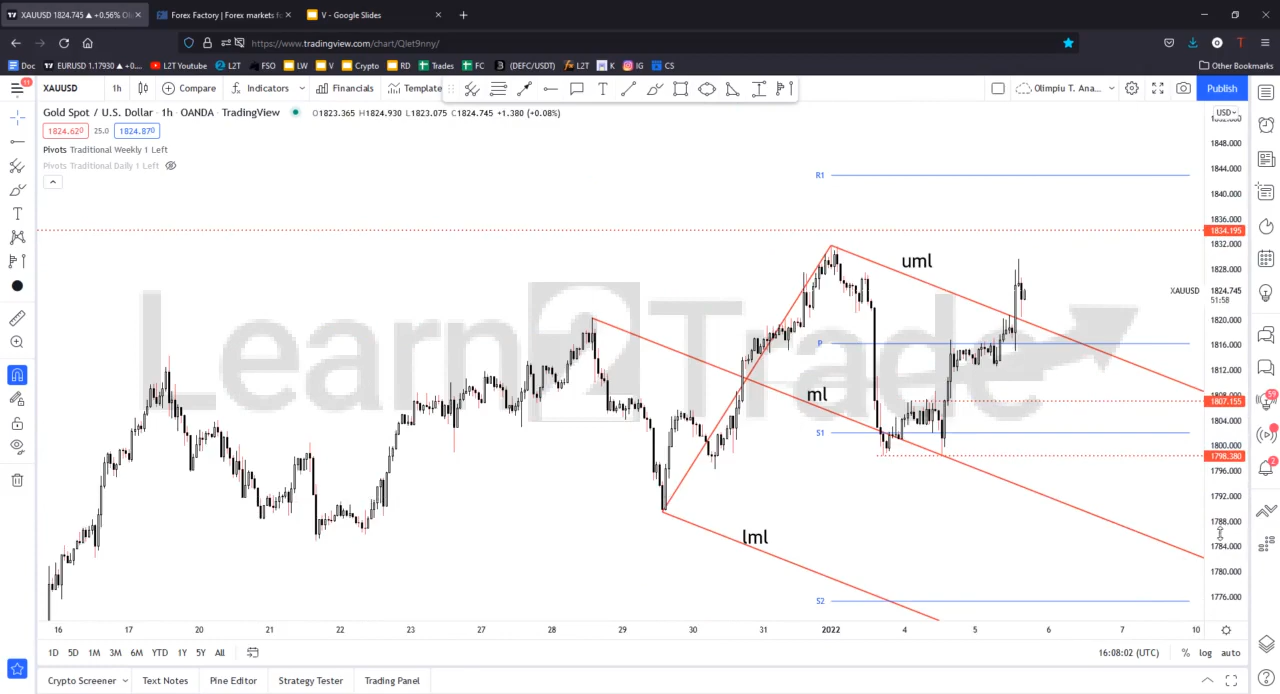 XAUUSD 1824.745 ▲ +0.56% Ol
Forex Factory | Forex markets fo
V - Google Slides
https://www.tradingview.com/chart/QIet9nny/
Doc
EURUSD 1.17930 ▲ +0....
L2T Youtube
L2T
FSO
LW
V
Crypto
RD
Trades
FC
(DEFC/USDT)
L2T
K
IG
CS
Other Bookmarks
11
XAUUSD
1h
Compare
Indicators
Financials
Template
Olimpiu T. Ana...
Publish
Gold Spot / U.S. Dollar · 1h · OANDA · TradingView
O1823.365 H1824.930 L1823.075 C1824.745 +1.380 (+0.08%)
USD
1824.620
25.0
1824.870
Pivots Traditional Weekly 1 Left
Pivots Traditional Daily 1 Left
1848.000
1844.000
1840.000
1836.000
1834.195
1832.000
1828.000
XAUUSD
1824.745
51:58
1820.000
1816.000
1812.000
1807.155
1804.000
1800.000
1798.380
1796.000
1792.000
1788.000
1784.000
1780.000
1776.000
R1
uml
P
ml
S1
lml
S2
Learn2Trade
59
2
16
17
20
21
22
23
27
28
29
30
31
2022
4
5
6
7
10
1D
5D
1M
3M
6M
YTD
1Y
5Y
All
16:08:02 (UTC)
%
log
auto
Crypto Screener
Text Notes
Pine Editor
Strategy Tester
Trading Panel